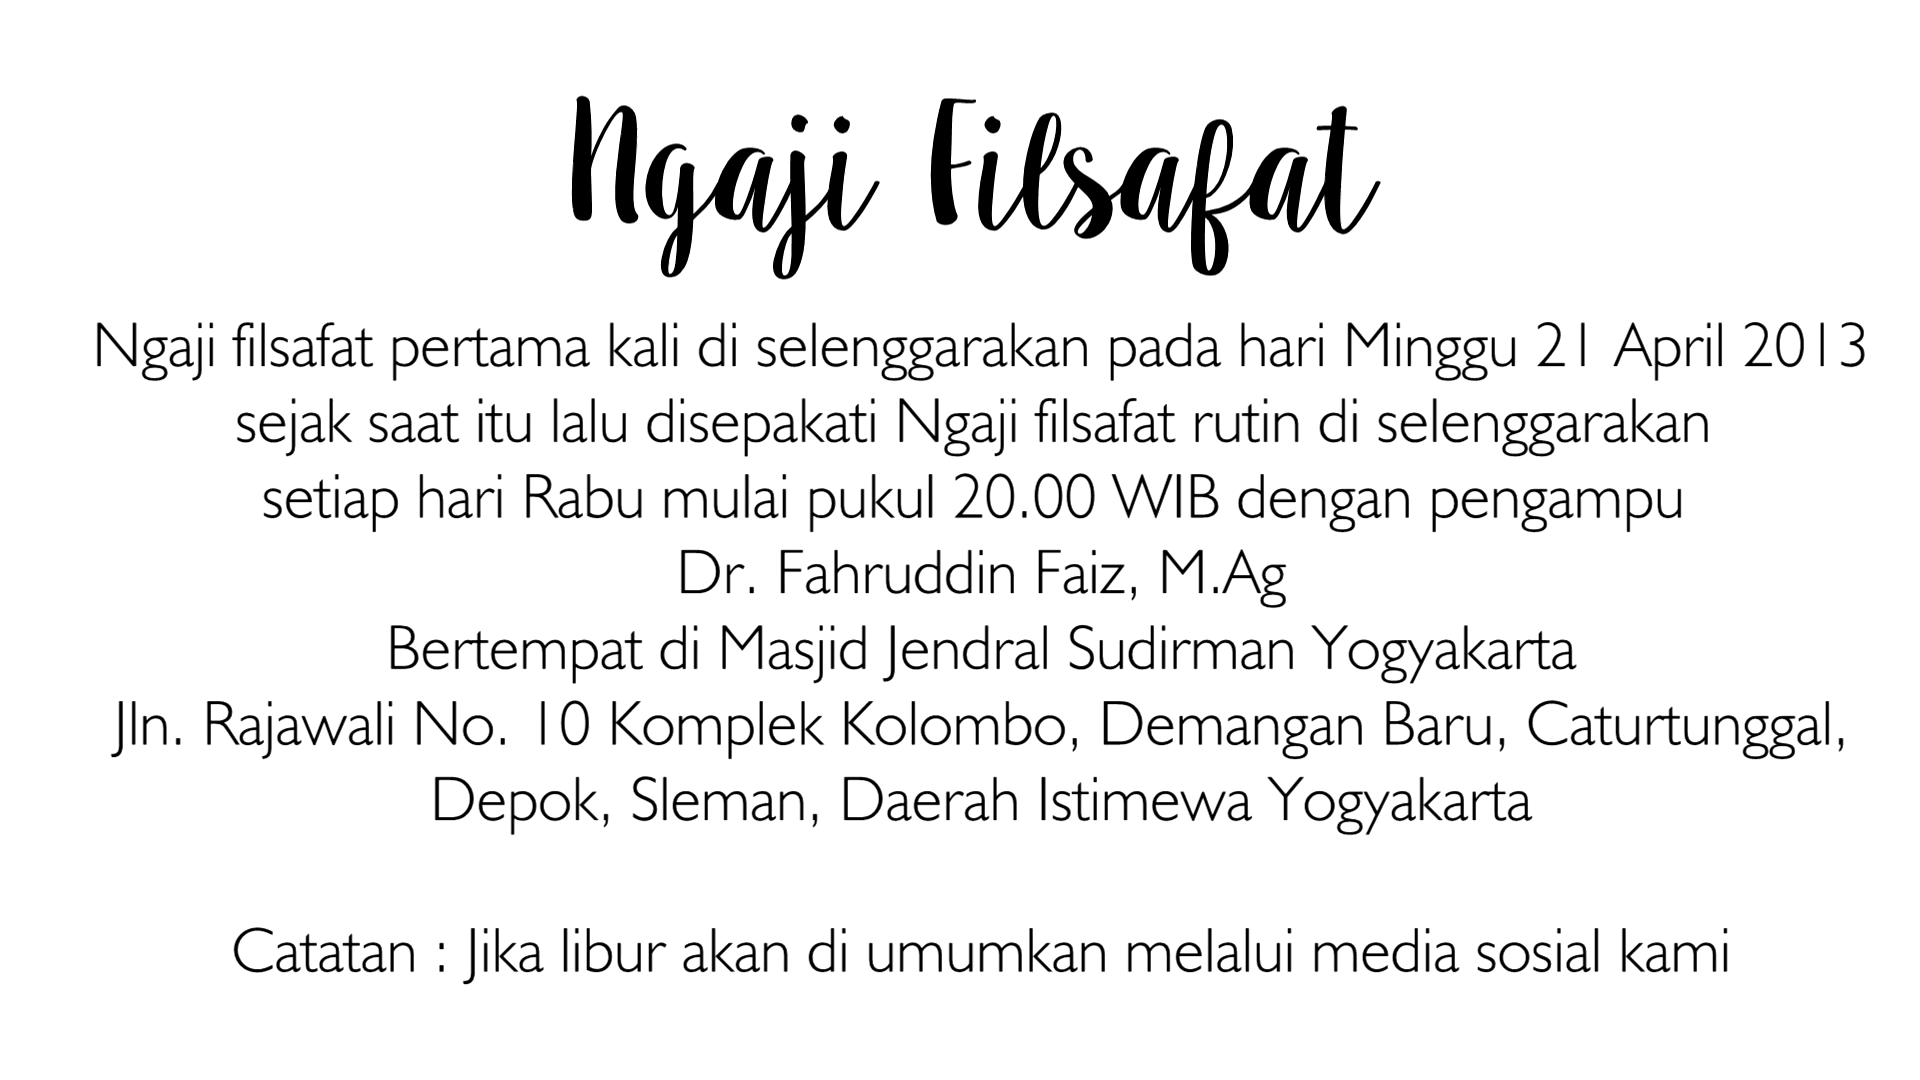 Ngaji Filsafat
Ngaji filsafat pertama kali di selenggarakan pada hari Minggu 21 April 2013
sejak saat itu lalu disepakati Ngaji filsafat rutin di selenggarakan
setiap hari Rabu mulai pukul 20.00 WIB dengan pengampu
Dr. Fahruddin Faiz, M.Ag
Bertempat di Masjid Jendral Sudirman Yogyakarta
Jln. Rajawali No. 10 Komplek Kolombo, Demangan Baru, Caturtunggal,
Depok, Sleman, Daerah Istimewa Yogyakarta
Catatan : Jika libur akan di umumkan melalui media sosial kami